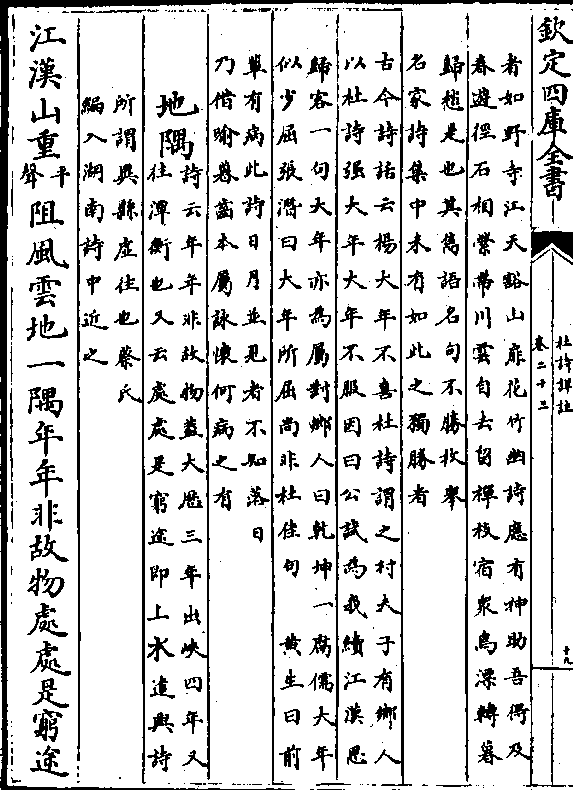 欽定四庫全書
杜詩詳註
卷二十三
十九
者如野寺江天豁山扉花竹幽詩應有神助吾得及
春遊徑石相縈帶川雲自去留禪枝宿衆鳥漂轉暮
歸愁是也其雋語名句不勝枚舉
名家詩集中未有如此之獨勝者
古今詩話云楊大年不喜杜詩謂之村夫子有鄉人
以杜詩强大年大年不服因曰公試為我續江漢思
歸客一句大年亦為屬對鄉人曰乾坤一腐儒大年
似少屈張潛曰大年所屈尚非杜佳句 黃生曰前
輩有病此詩日月並見者不知落日
乃借喻暮齒本屬詠懷何病之有
地隅
詩云年年非故物蓋大厯三年出峽四年又
往潭衡也又云處處是窮途即上水遣興詩
所謂異縣虛往也蔡氏
編入湖南詩中近之
江漢山重平聲阻風雲地一隅年年非故物處處是窮途